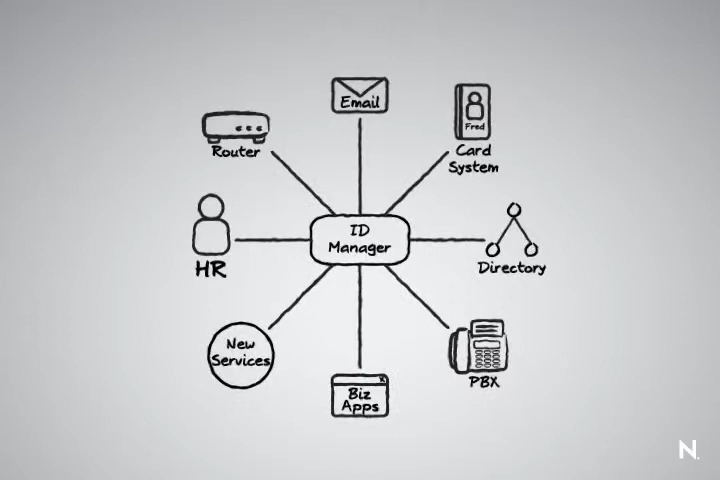 Email
Fred
Router
Card
System
ID
Manager
HR
Directory
New
Services
PBX
Biz
Apps
N.